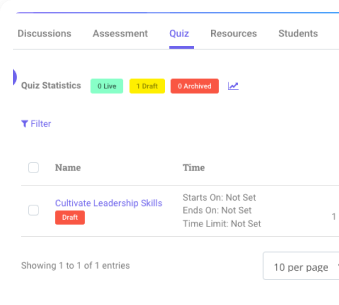 Discussions Assessment Quiz Resources Students
Quiz Statistics 0 Live 1 Draft 0 Archived
Filter
Name Time
Cultivate Leadership Skills
Draft
Starts On: Not Set
Ends On: Not Set
Time Limit: Not Set
1
Showing 1 to 1 of 1 entries
10 per page